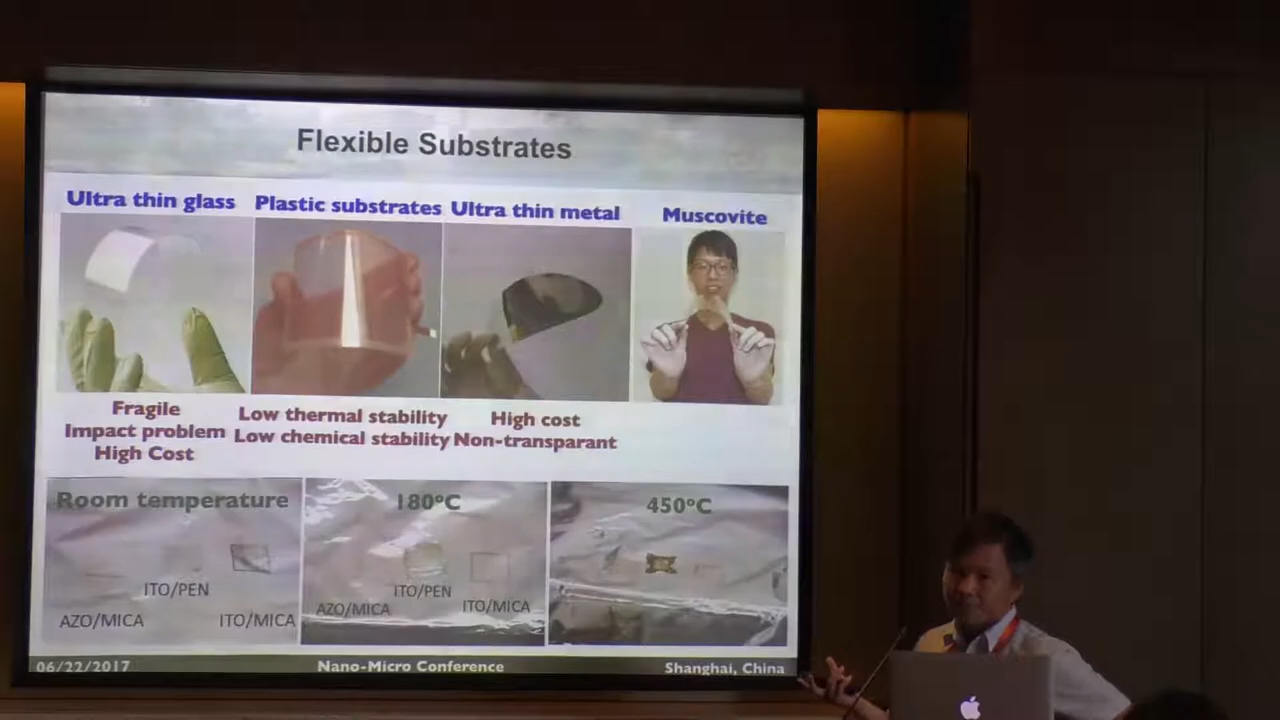 Flexible Substrates
Ultra thin glass
Plastic substrates
Ultra thin metal
Muscovite
Fragile
Impact problem
High Cost
Low thermal stability
Low chemical stability
High cost
Non-transparant
Room temperature
AZO/MICA
ITO/PEN
ITO/MICA
180°C
AZO/MICA
ITO/PEN
ITO/MICA
450°C
06/22/2017
Nano-Micro Conference
Shanghai, China